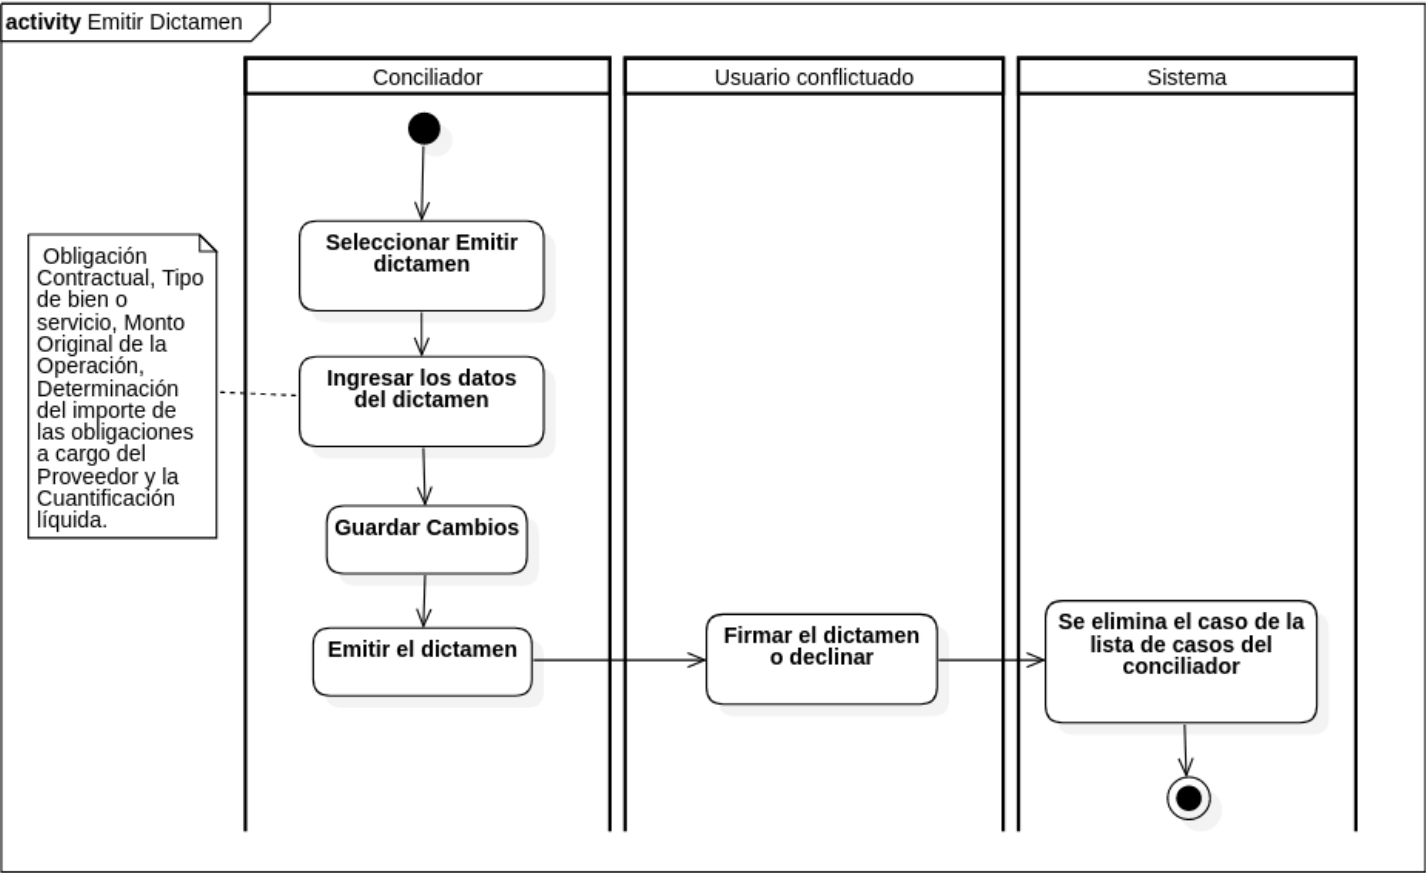 activity Emitir Dictamen
Conciliador
Usuario conflictuado
Sistema
Seleccionar Emitir
dictamen
Obligación
Contractual, Tipo
de bien o
servicio, Monto
Original de la
Operación,
Determinación
del importe de
las obligaciones
a cargo del
Proveedor y la
Cuantificación
líquida.
Ingresar los datos
del dictamen
Guardar Cambios
Emitir el dictamen
Firmar el dictamen
o declinar
Se elimina el caso de la
lista de casos del
conciliador